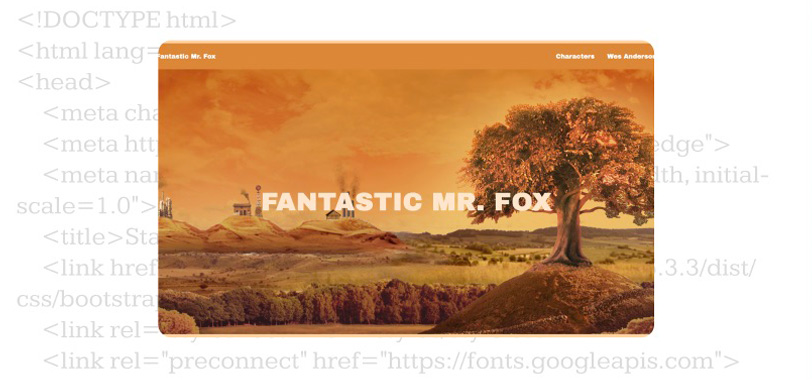 <!DOCTYPE html>
<html lang=
<head>
Fantastic Mr. Fox
Characters
Wes Anderson
<meta cha
<meta htt
edge">
<meta nam
dth, initial-
scale=1.0">
FANTASTIC MR. FOX
<title>Sta
<link href
.3.3/dist/
css/bootstra
<link rel=
<link rel="preconnect" href="https://fonts.googleapis.com">